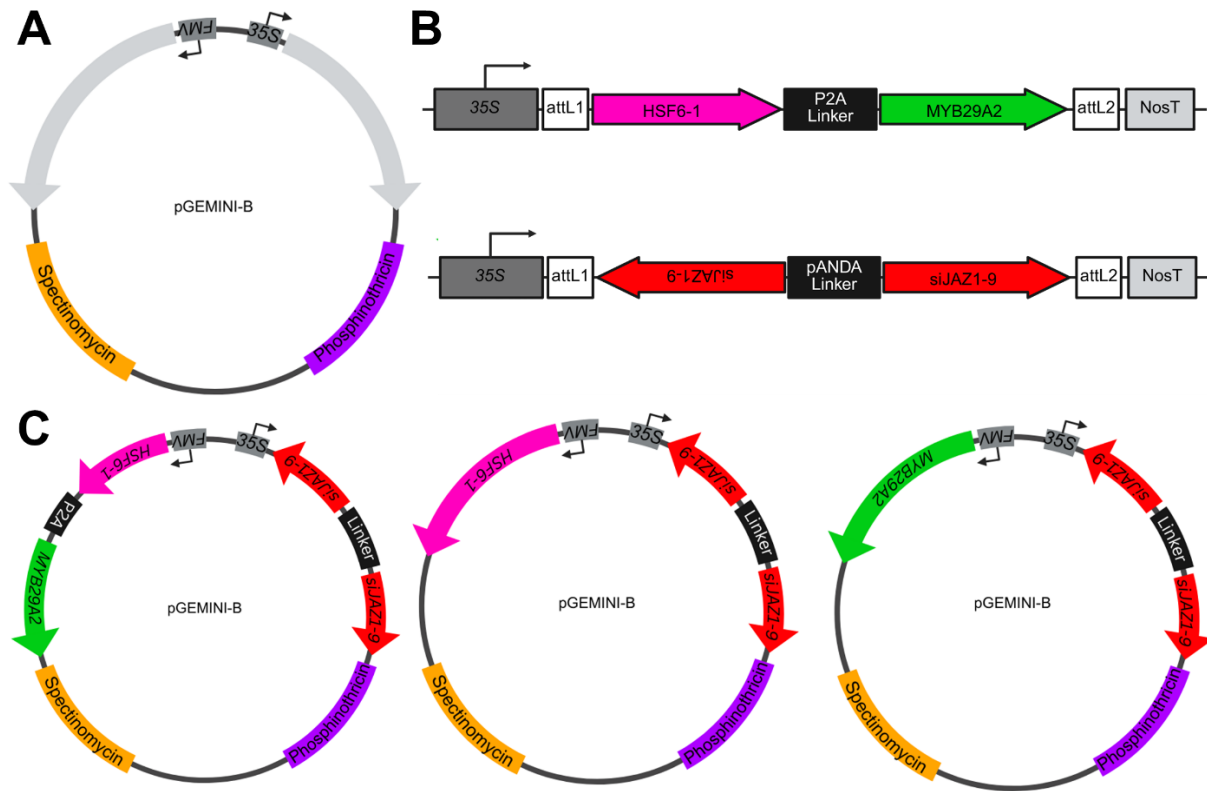 A
FMV
35S
pGEMINI-B
Spectinomycin
Phosphinothricin
B
35S
attL1
HSF6-1
P2A
Linker
MYB29A2
attL2
NosT
35S
attL1
siJAZ1-9
pANDA
Linker
siJAZ1-9
attL2
NosT
C
FMV
35S
HSF6-1
siJAZ1-9
P2A
Linker
MYB29A2
siJAZ1-9
pGEMINI-B
Spectinomycin
Phosphinothricin
FMV
35S
HSF6-1
siJAZ1-9
Linker
siJAZ1-9
pGEMINI-B
Spectinomycin
Phosphinothricin
FMV
35S
MYB29A2
siJAZ1-9
Linker
siJAZ1-9
pGEMINI-B
Spectinomycin
Phosphinothricin